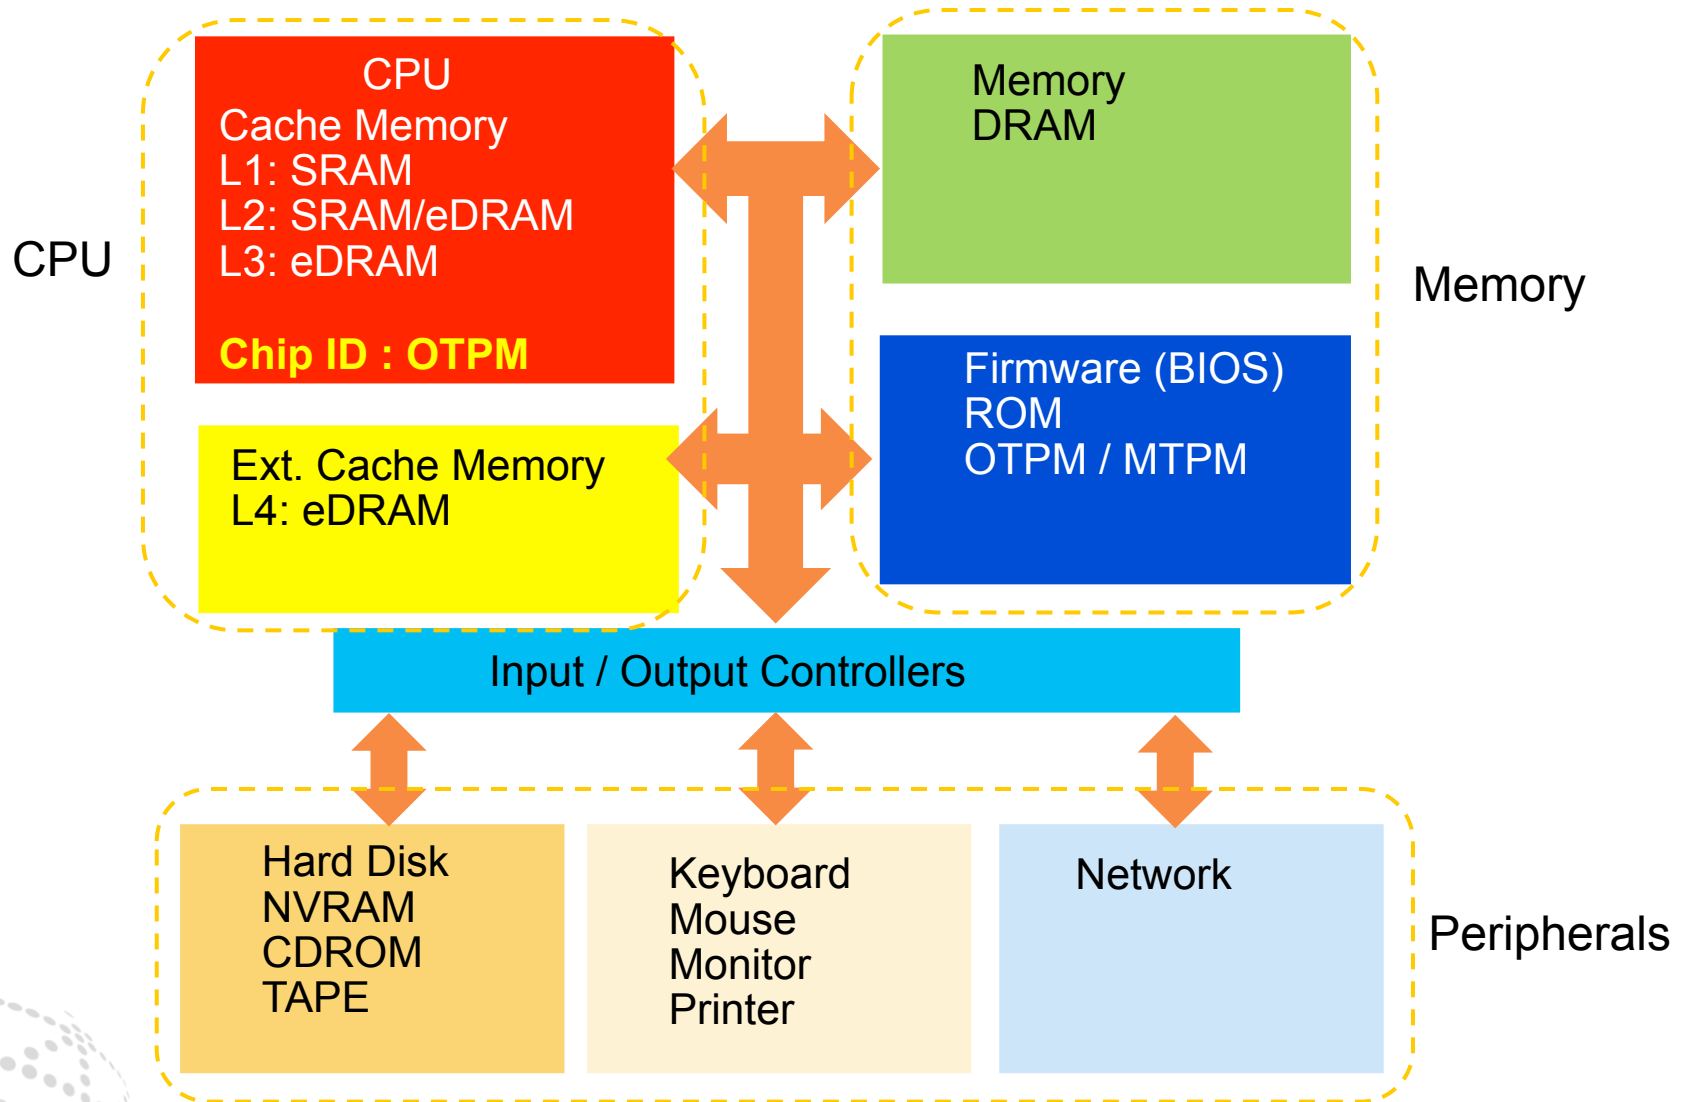 CPU
CPU
Cache Memory
L1: SRAM
L2: SRAM/eDRAM
L3: eDRAM
Chip ID : OTPM
Ext. Cache Memory
L4: eDRAM
Memory
DRAM
Firmware (BIOS)
ROM
OTPM / MTPM
Memory
Input / Output Controllers
Hard Disk
NVRAM
CDROM
TAPE
Keyboard
Mouse
Monitor
Printer
Network
Peripherals